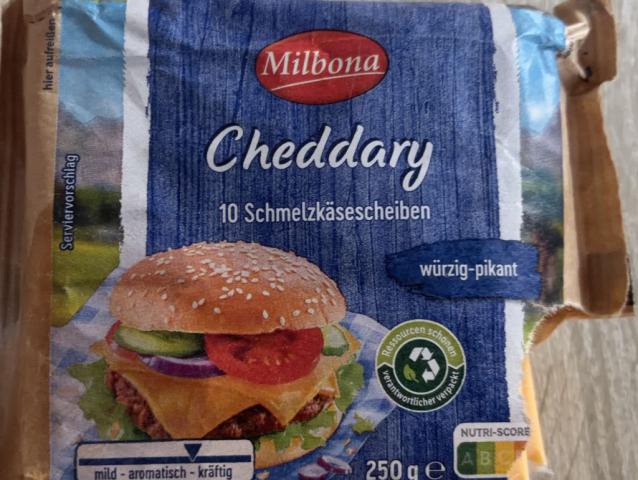 hier aufreißen
Milbona
Cheddary
10 Schmelzkäsescheiben
Serviervorschlag
würzig-pikant
Ressourcen schonen
verantwortlicher verpackt
NUTRI-SCORE
A B
mild - aromatisch - kräftig
250 g e